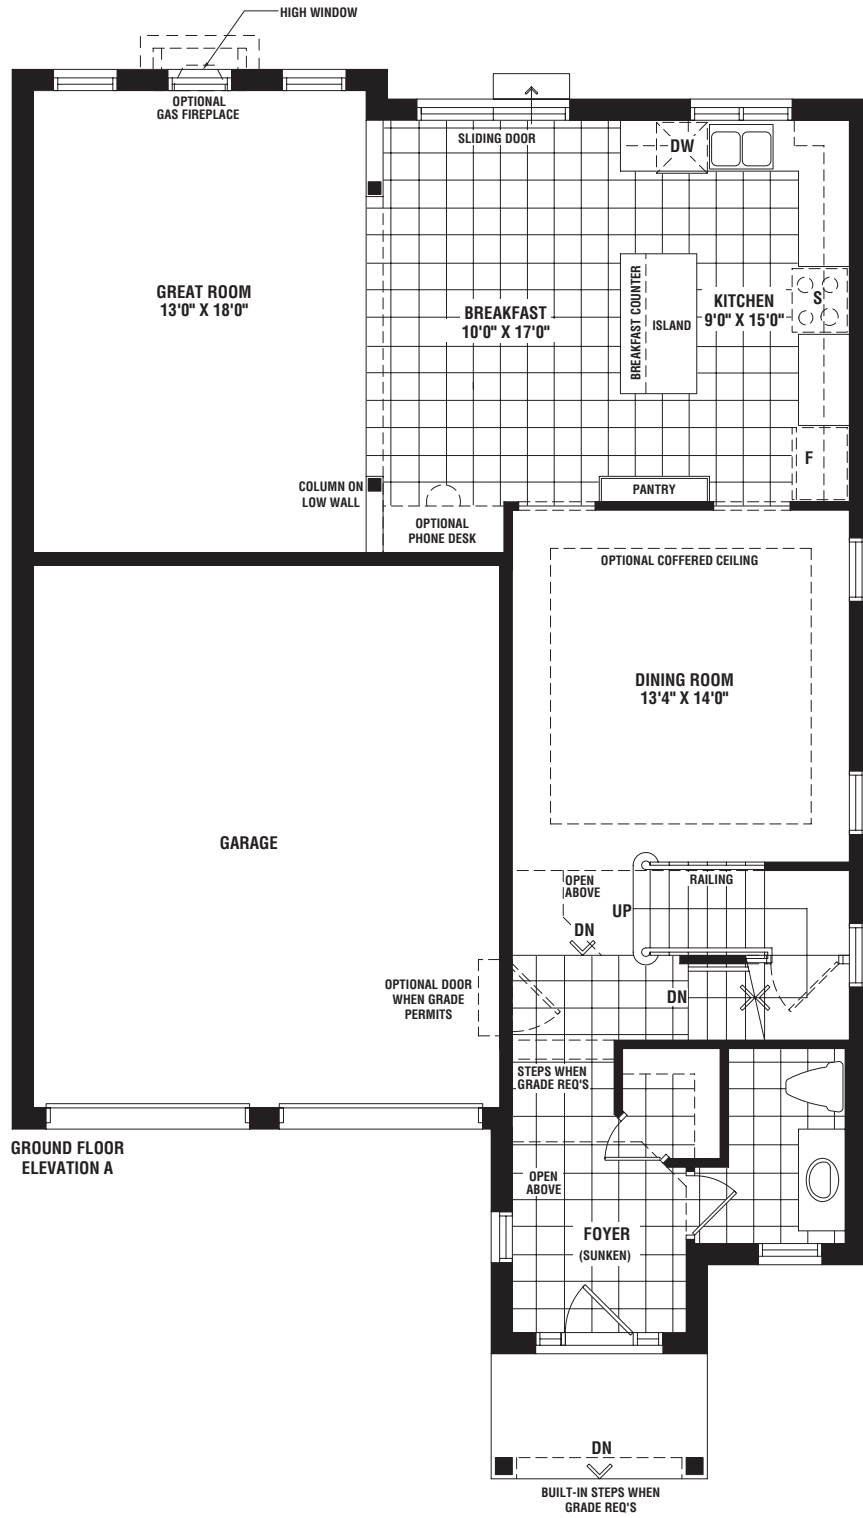 HIGH WINDOW
OPTIONAL
GAS FIREPLACE
SLIDING DOOR
DW
GREAT ROOM
13'0" X 18'0"
BREAKFAST
10'0" X 17'0"
BREAKFAST COUNTER
ISLAND
KITCHEN
9'0" X 15'0"
S
F
COLUMN ON
LOW WALL
PANTRY
OPTIONAL
PHONE DESK
OPTIONAL COFFERED CEILING
DINING ROOM
13'4" X 14'0"
GARAGE
OPEN
ABOVE
RAILING
UP
DN
OPTIONAL DOOR
WHEN GRADE
PERMITS
DN
STEPS WHEN
GRADE REQ'S
GROUND FLOOR
ELEVATION A
OPEN
ABOVE
FOYER
(SUNKEN)
DN
BUILT-IN STEPS WHEN
GRADE REQ'S